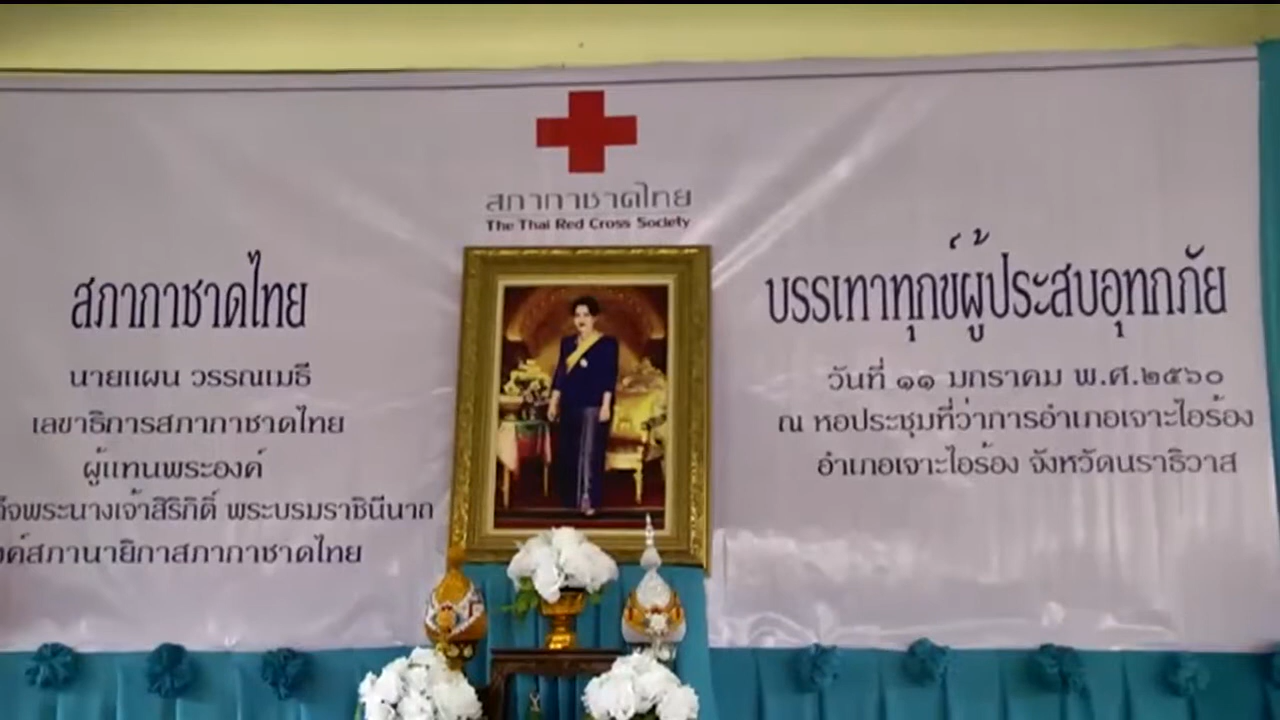 สภากาชาดไทย
The Thai Red Cross Society
สภากาชาดไทย
นายแผน วรรณเมธี
เลขาธิการสภากาชาดไทย
ผู้แทนพระองค์
พระนางเจ้าสิริกิติ์ พระบรมราชินีนาถ
สภานายิกาสภากาชาดไทย
บรรเทาทุกข์ผู้ประสบอุทกภัย
วันที่ ๑๑ มกราคม พ.ศ.๒๕๖๐
ณ หอประชุมที่ว่าการอำเภอเจาะไอร้อง
อำเภอเจาะไอร้อง จังหวัดนราธิวาส